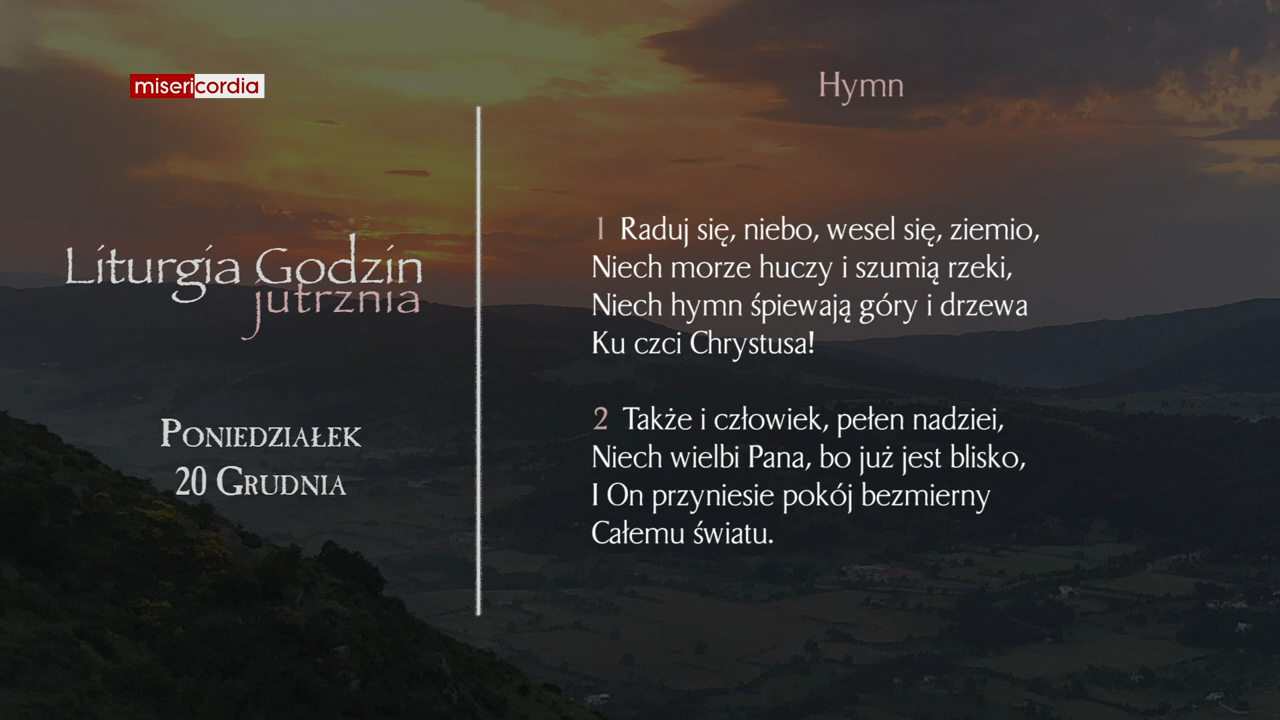 misericordia
Liturgia Godzin
jutrznia
Poniedziałek
20 Grudnia
Hymn
1 Raduj się, niebo, wesel się, ziemio,
Niech morze huczy i szumią rzeki,
Niech hymn śpiewają góry i drzewa
Ku czci Chrystusa!
2 Także i człowiek, pełen nadziei,
Niech wielbi Pana, bo już jest blisko,
I On przyniesie pokój bezmierny
Całemu światu.